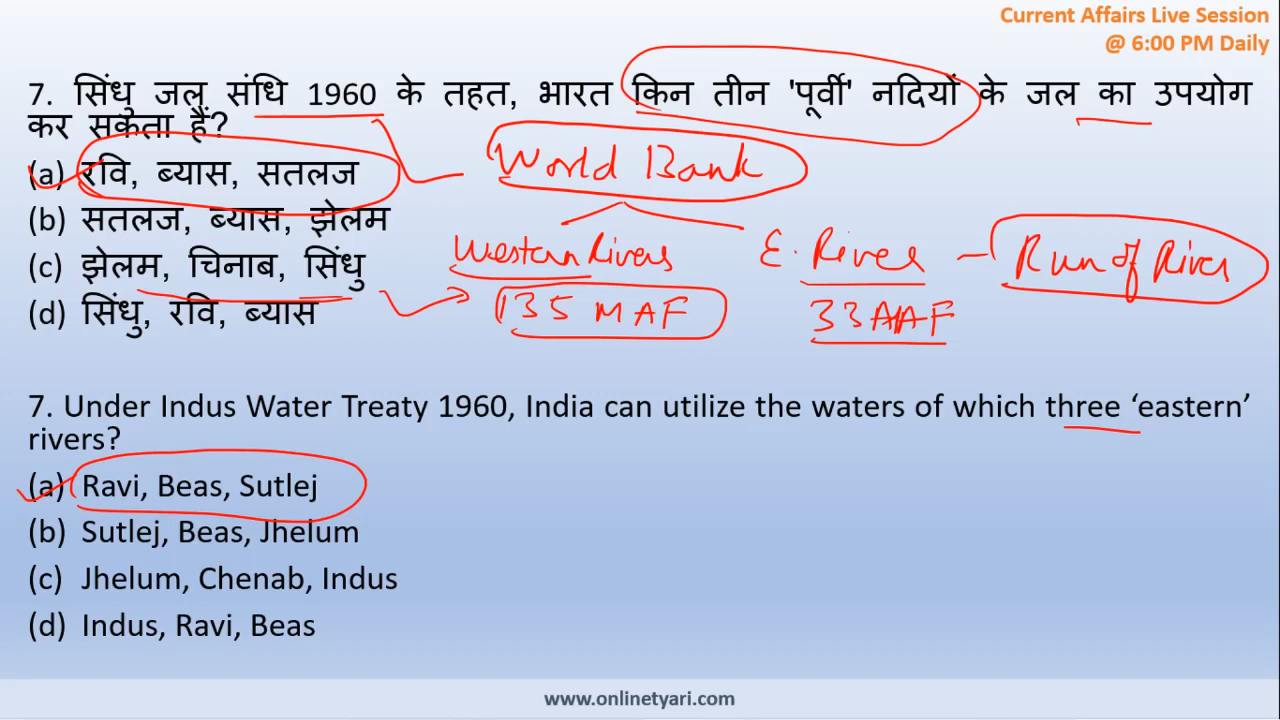 Current Affairs Live Session
@ 6:00 PM Daily
7. सिंधु जल संधि 1960 के तहत, भारत किन तीन 'पूर्वी' नदियों के जल का उपयोग
कर सकता हैं?
(a) रवि, ब्यास, सतलज
World Bank
(b) सतलज, ब्यास, झेलम
Western Rivers
E. River
Run of River
(c) झेलम, चिनाब, सिंधु
(d) सिंधु, रवि, ब्यास
135 MAF
33
7. Under Indus Water Treaty 1960, India can utilize the waters of which three ‘eastern’
rivers?
(a) Ravi, Beas, Sutlej
(b) Sutlej, Beas, Jhelum
(c) Jhelum, Chenab, Indus
(d) Indus, Ravi, Beas
www.onlinetyari.com